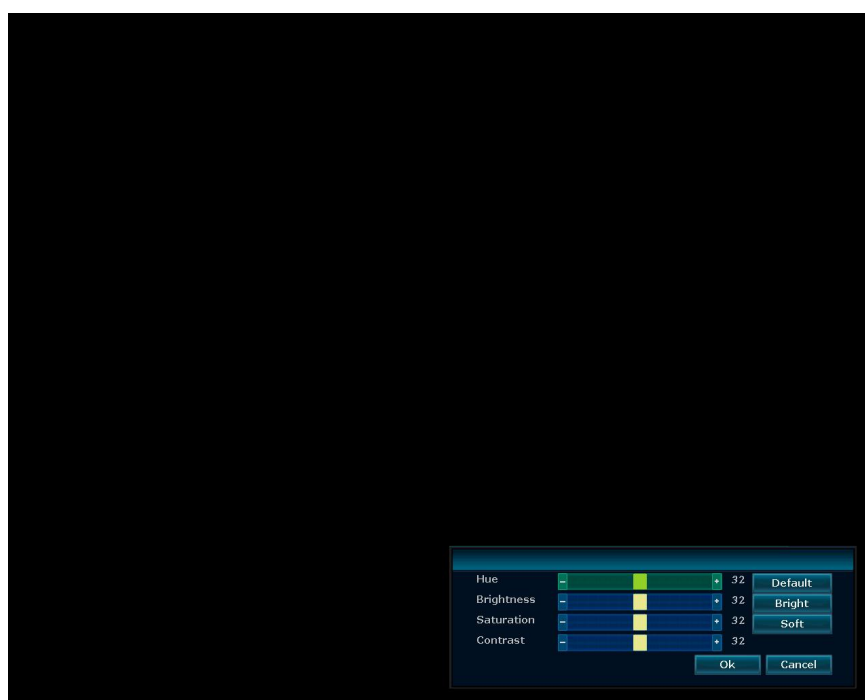 Hue - + 32 Default
Brightness - + 32 Bright
Saturation - + 32 Soft
Contrast - + 32
Ok Cancel